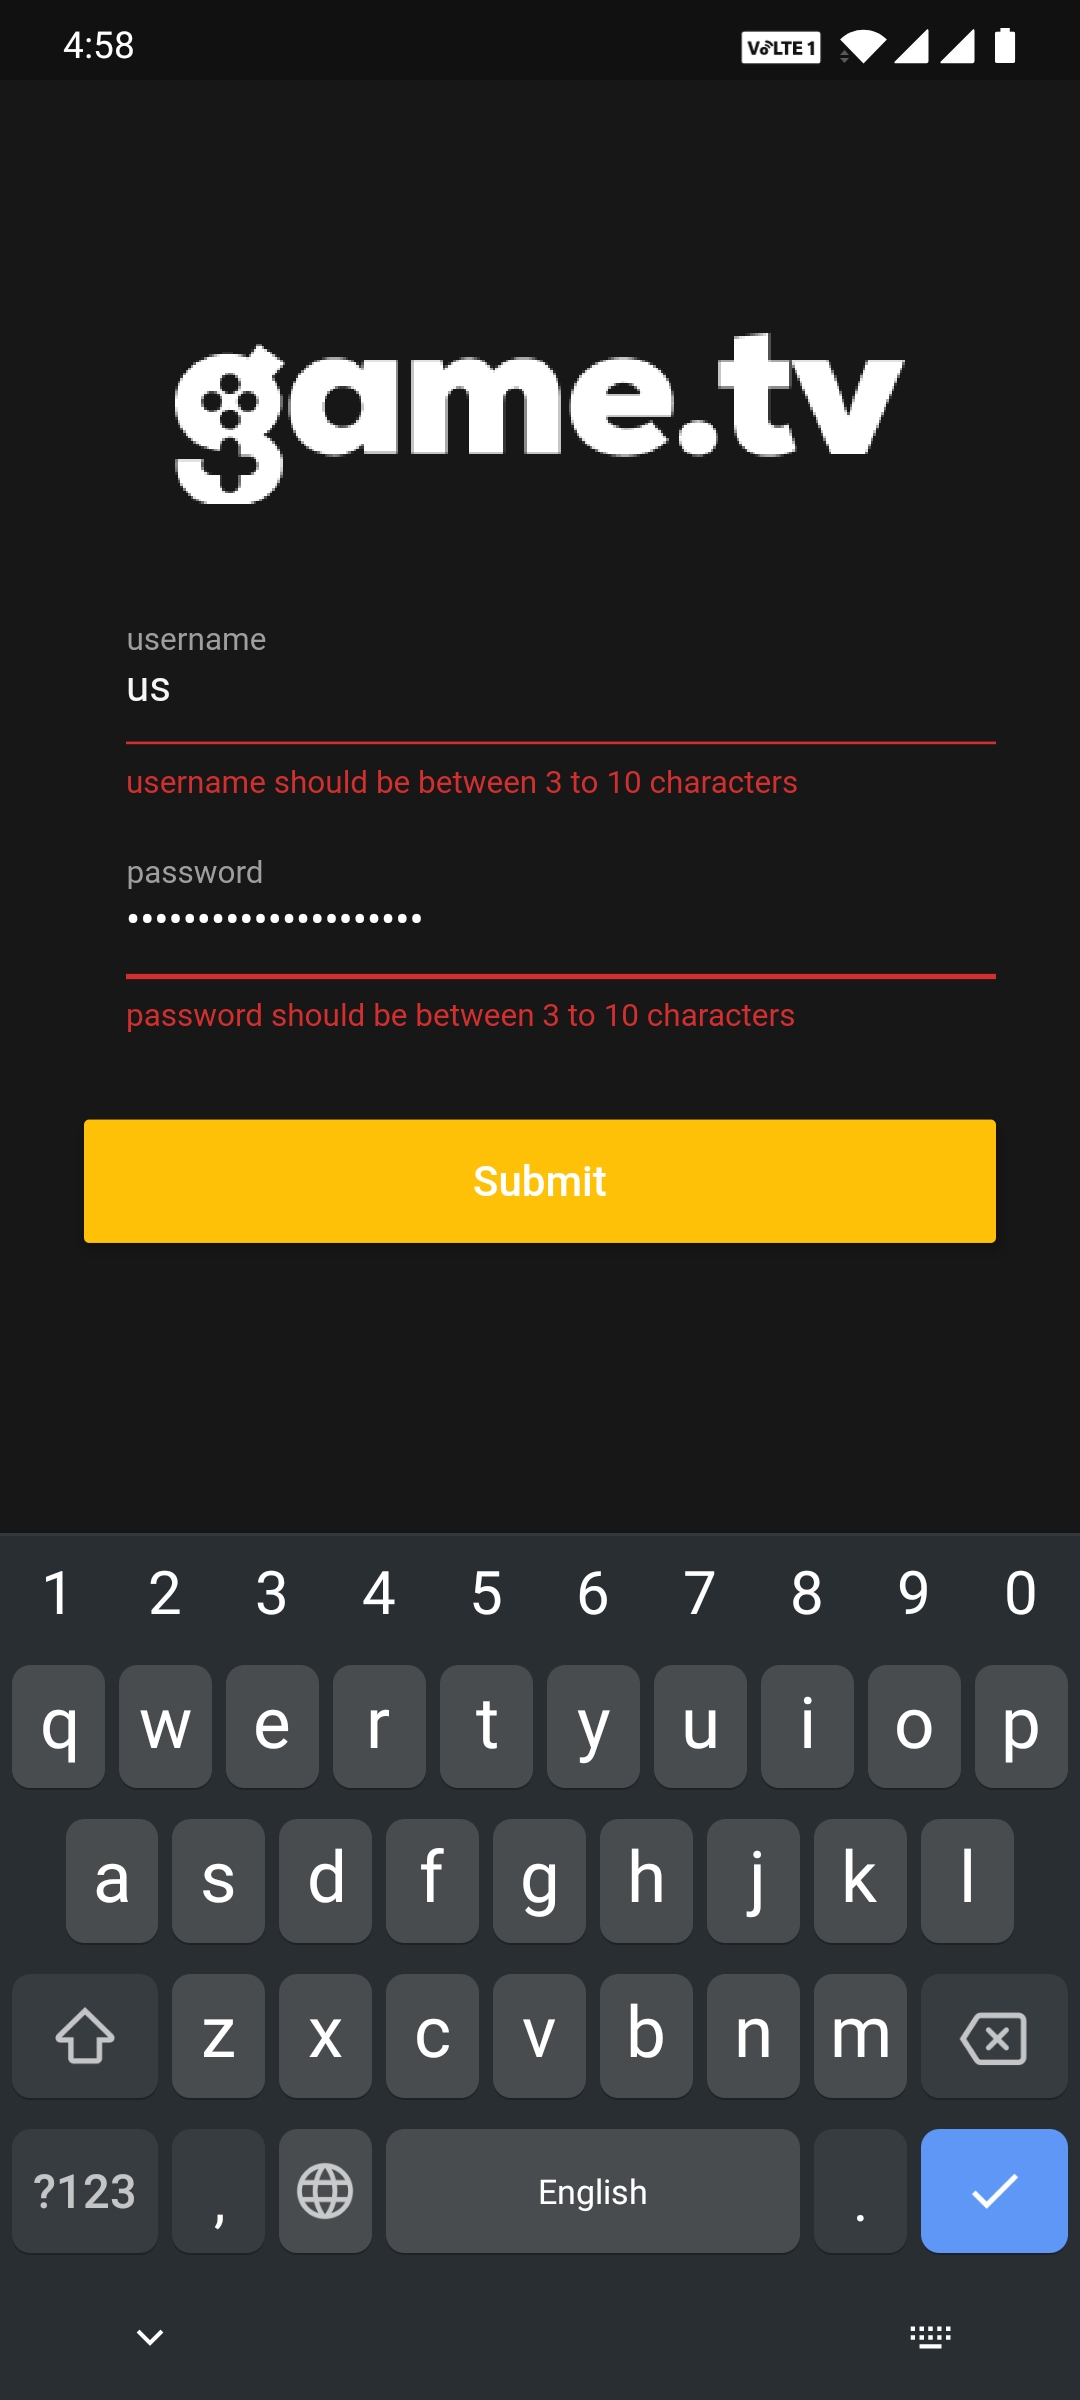 4:58
VoLTE 1
game.tv
username
us
username should be between 3 to 10 characters
password
•••••••••••••••••••••
password should be between 3 to 10 characters
Submit
1 2 3 4 5 6 7 8 9 0
q w e r t y u i o p
a s d f g h j k l
z x c v b n m
?123 , English .